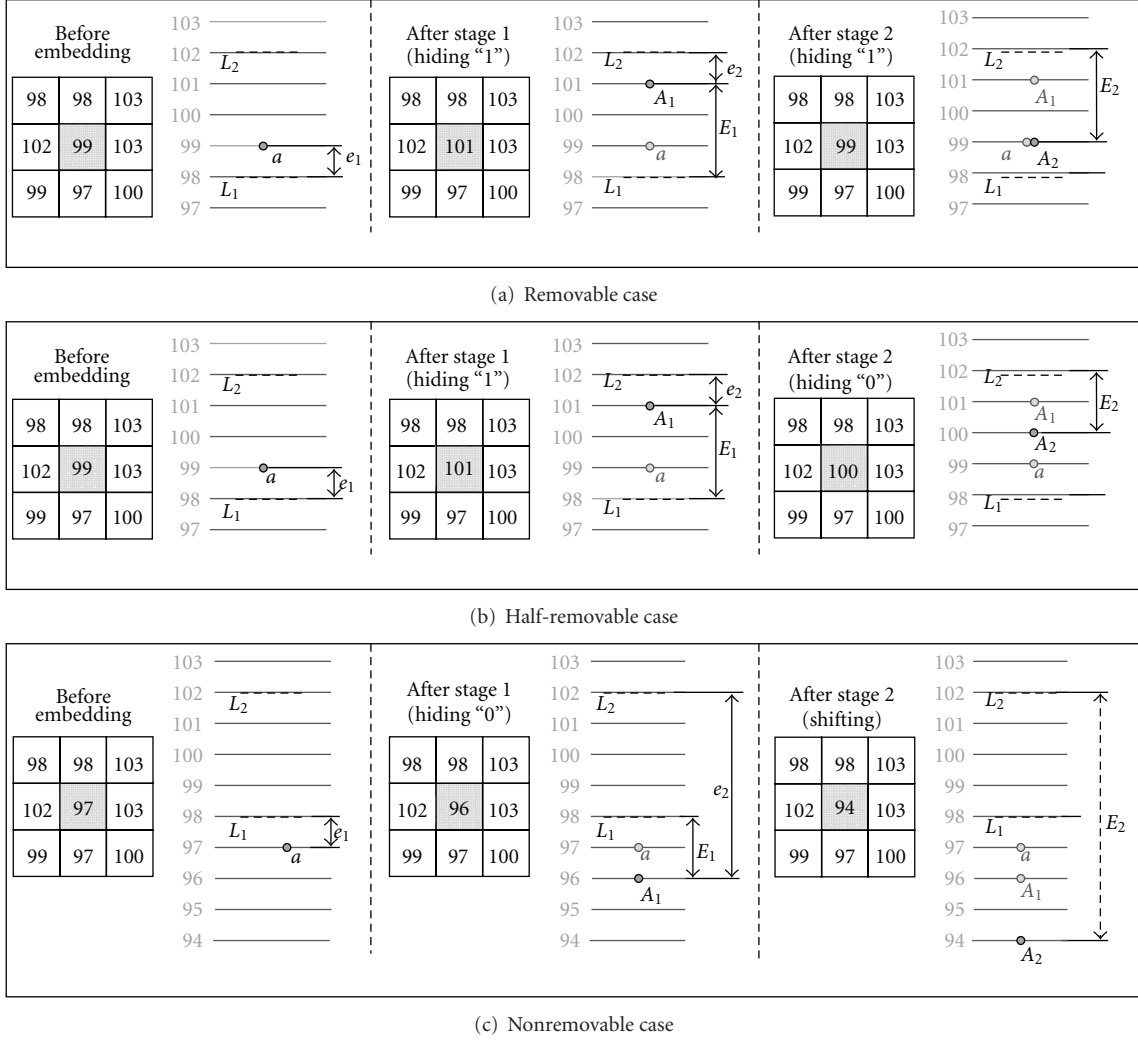 Before
embedding
98 98 103
102 99 103
99 97 100
103
102
L2
101
100
99
a
e1
98
L1
97
After stage 1
(hiding “1”)
98 98 103
102 101 103
99 97 100
103
102
L2
e2
101
A1
100
E1
99
a
98
L1
97
After stage 2
(hiding “1”)
98 98 103
102 99 103
99 97 100
103
102
L2
E2
101
A1
100
99
a
A2
98
L1
97
(a) Removable case
Before
embedding
98 98 103
102 99 103
99 97 100
103
102
L2
101
100
99
a
e1
98
L1
97
After stage 1
(hiding “1”)
98 98 103
102 101 103
99 97 100
103
102
L2
e2
101
A1
100
E1
99
a
98
L1
97
After stage 2
(hiding “0”)
98 98 103
102 100 103
99 97 100
103
102
L2
E2
101
A1
100
A2
99
a
98
L1
97
(b) Half-removable case
Before
embedding
98 98 103
102 97 103
99 97 100
103
102
L2
101
100
99
98
L1
e1
97
a
96
95
94
After stage 1
(hiding “0”)
98 98 103
102 96 103
99 97 100
103
102
L2
101
100
99
e2
98
L1
97
a
E1
96
A1
95
94
After stage 2
(shifting)
98 98 103
102 94 103
99 97 100
103
102
L2
101
100
99
98
L1
E2
97
a
96
A1
95
94
A2
(c) Nonremovable case